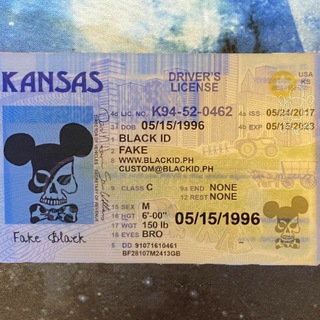 KANSAS
DRIVER'S
LICENSE
USA
KS
4d LIC. NO. K94-52-0462
4a ISS 05/24/2017
3 DOB 05/15/1996
4b EXP 05/15/2023
1 BLACK ID
2 FAKE
WWW.BLACKID.PH
CUSTOM@BLACKID.PH
9 CLASS C
9a END NONE
12 REST NONE
15 SEX M
16 HGT 6'-00"
17 WGT 150 lb
18 EYES BRO
05/15/1996
5 DD 91071610461
BF28107M2413GB
Fake Black